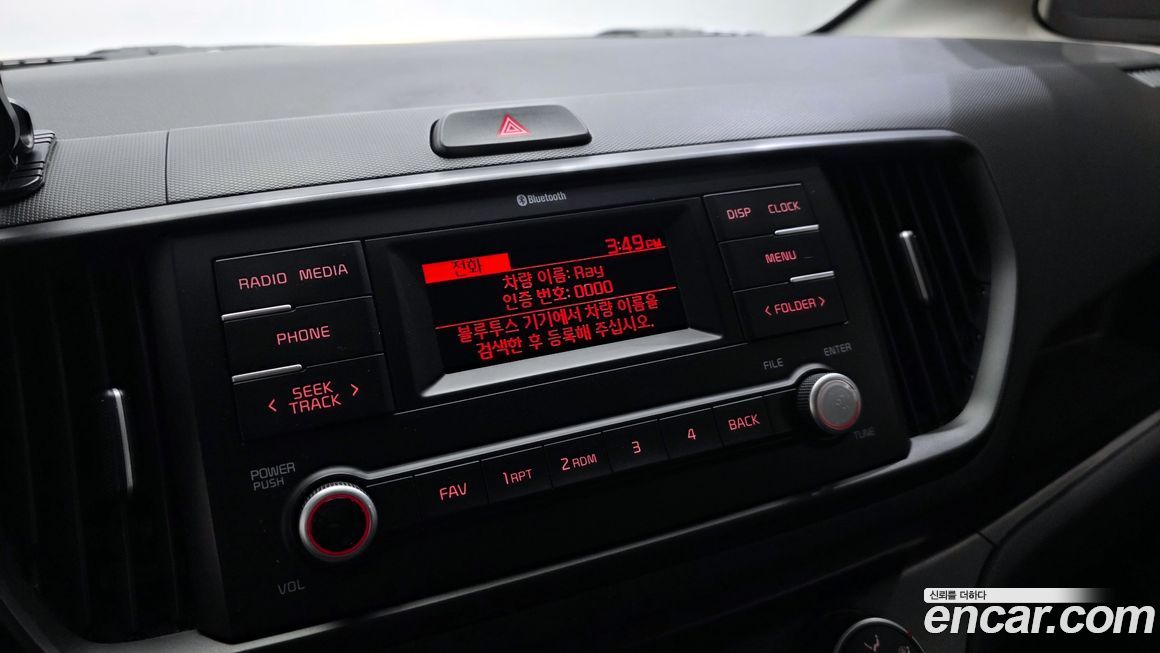 Bluetooth
RADIO MEDIA
PHONE
< SEEK TRACK >
전화
3:49 PM
차량 이름: Ray
인증 번호: 0000
블루투스 기기에서 차량 이름을
검색한 후 등록해 주십시오.
DISP CLOCK
MENU
< FOLDER >
POWER
PUSH
VOL
FAV
1 RPT
2 RDM
3
4
BACK
FILE
ENTER
TUNE
신뢰를 더하다
encar.com